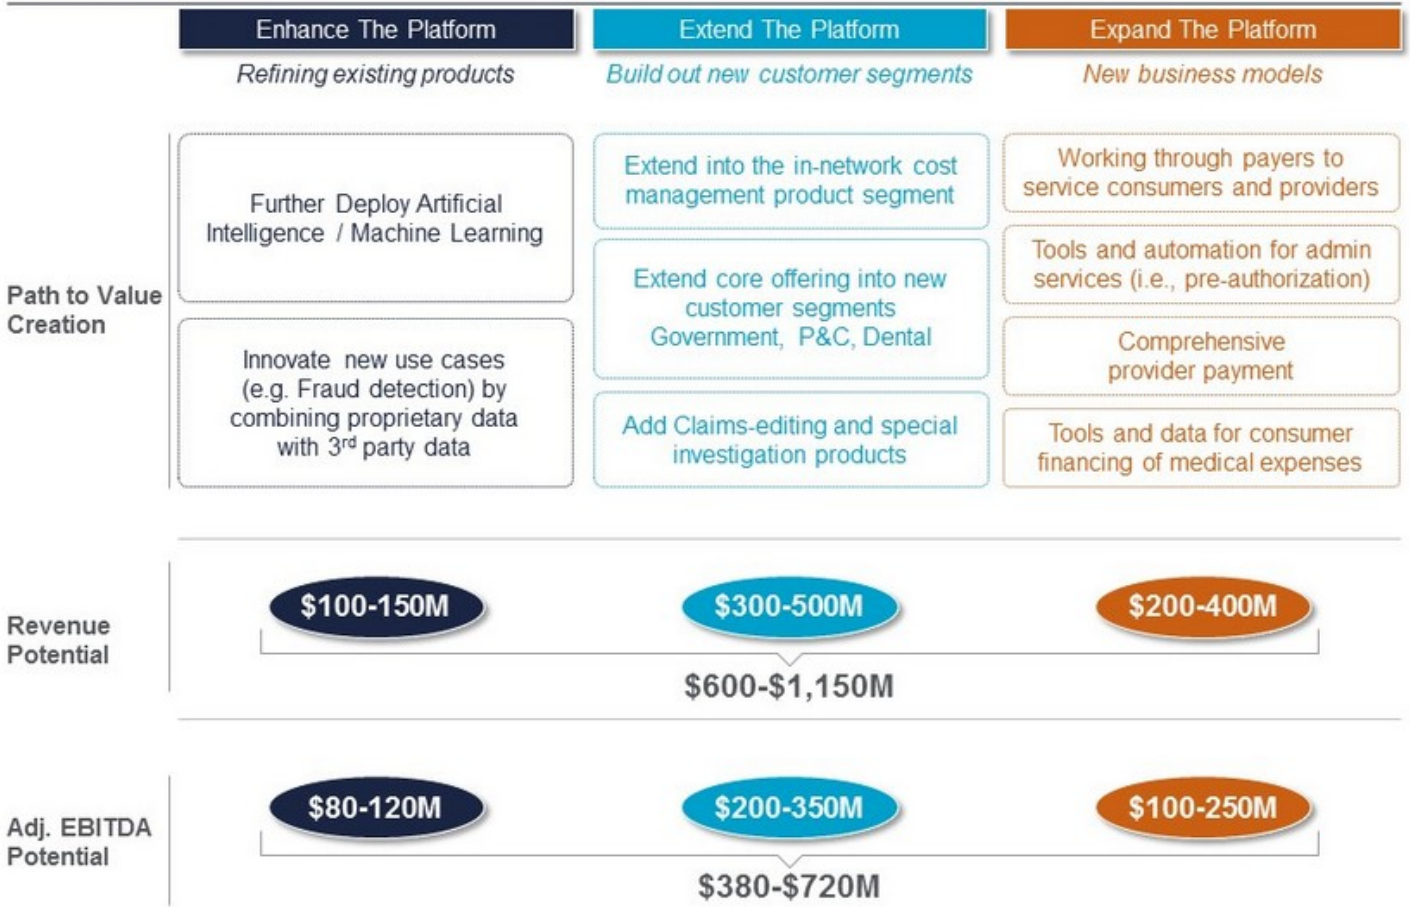 Enhance The Platform
Extend The Platform
Expand The Platform
Refining existing products
Build out new customer segments
New business models
Path to Value
Creation
Further Deploy Artificial
Intelligence / Machine Learning
Innovate new use cases
(e.g. Fraud detection) by
combining proprietary data
with 3rd party data
Extend into the in-network cost
management product segment
Extend core offering into new
customer segments
Government, P&C, Dental
Add Claims-editing and special
investigation products
Working through payers to
service consumers and providers
Tools and automation for admin
services (i.e., pre-authorization)
Comprehensive
provider payment
Tools and data for consumer
financing of medical expenses
Revenue
Potential
$100-150M
$300-500M
$200-400M
$600-$1,150M
Adj. EBITDA
Potential
$80-120M
$200-350M
$100-250M
$380-$720M